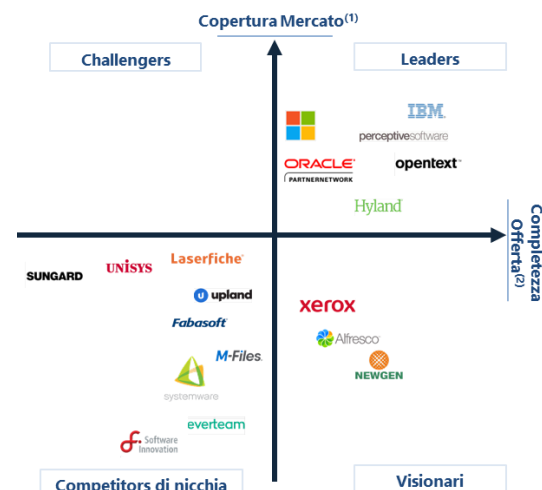 Copertura Mercato(1)
Challengers
Leaders
IBM.
perceptivesoftware
ORACLE
PARTNERNETWORK
opentext
Hyland
Completezza
Offerta(2)
SUNGARD
UNISYS
Laserfiche
upland
Fabasoft
M-Files
systemware
everteam
Software
Innovation
xerox
Alfresco
NEWGEN
Competitors di nicchia
Visionari